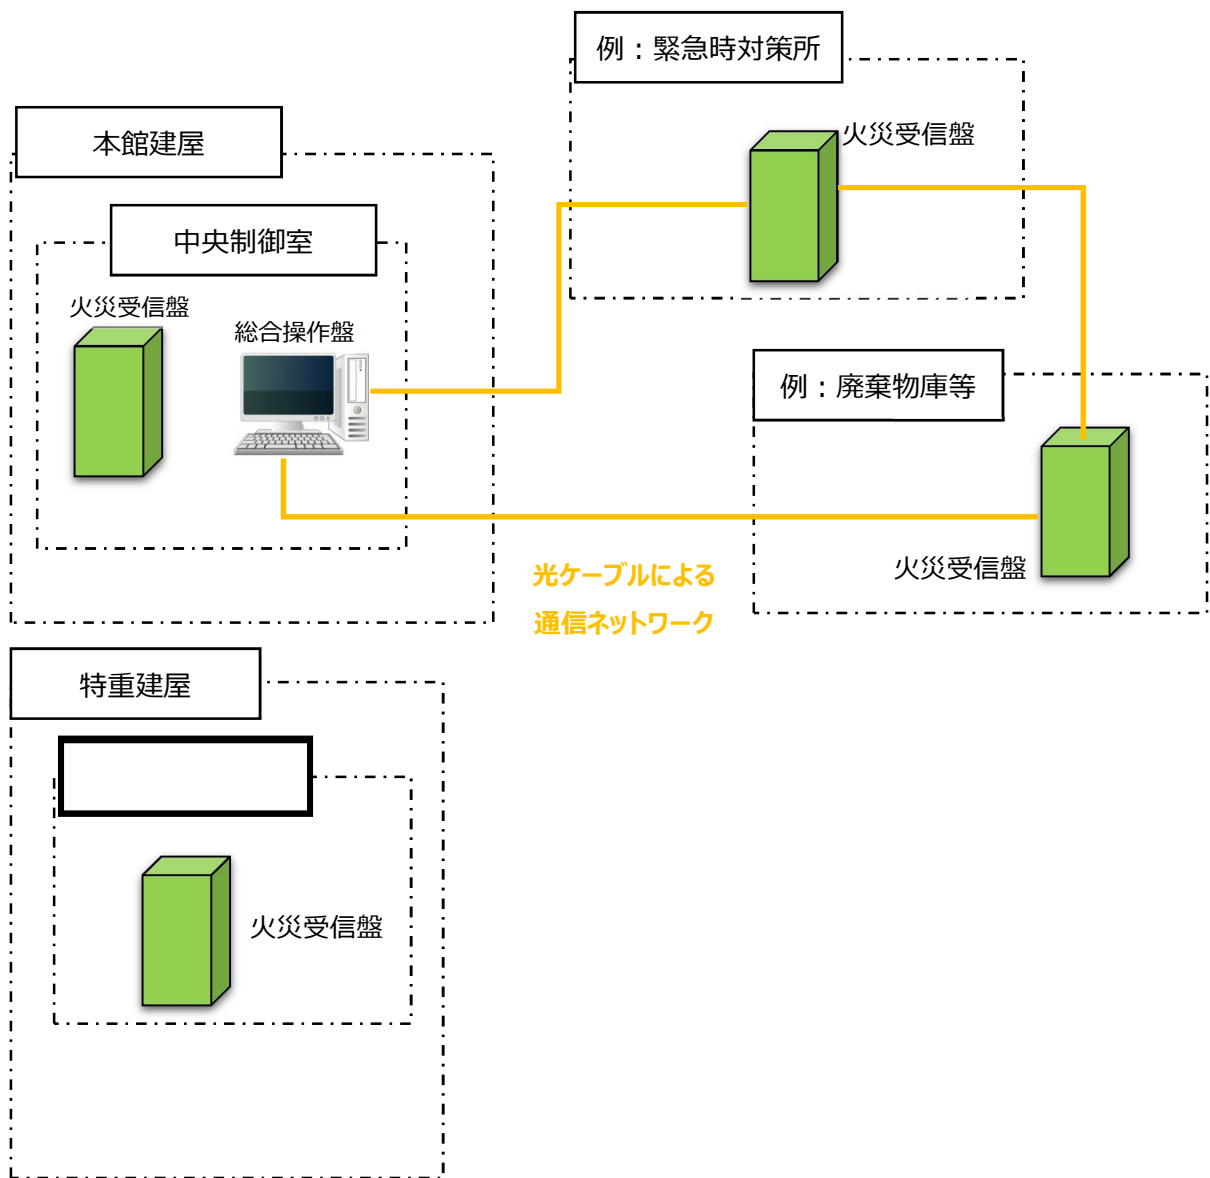 例：緊急時対策所
火災受信盤
本館建屋
中央制御室
火災受信盤
総合操作盤
例：廃棄物庫等
火災受信盤
光ケーブルによる
通信ネットワーク
特重建屋
火災受信盤